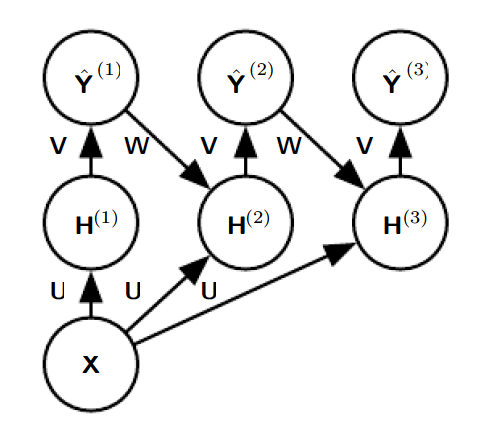 Ŷ(1) Ŷ(2) Ŷ(3)
V W V W V
H(1) H(2) H(3)
U U U
X